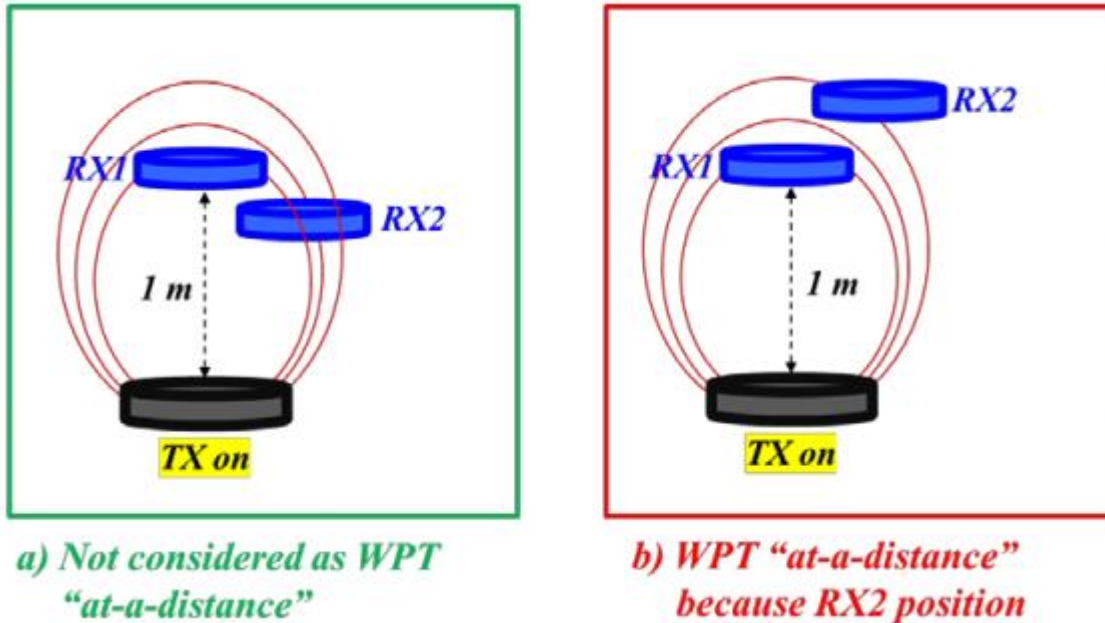 RX1
RX2
1 m
TX on
a) Not considered as WPT
"at-a-distance"
RX2
RX1
1 m
TX on
b) WPT "at-a-distance"
because RX2 position